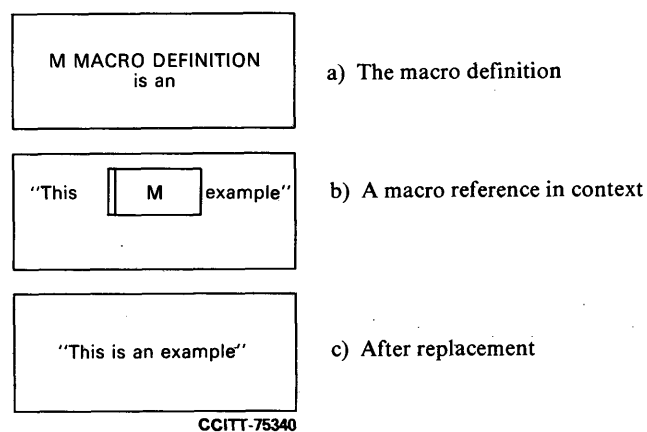 M MACRO DEFINITION
is an
a) The macro definition
"This M example"
b) A macro reference in context
"This is an example"
c) After replacement
CCITT-75340